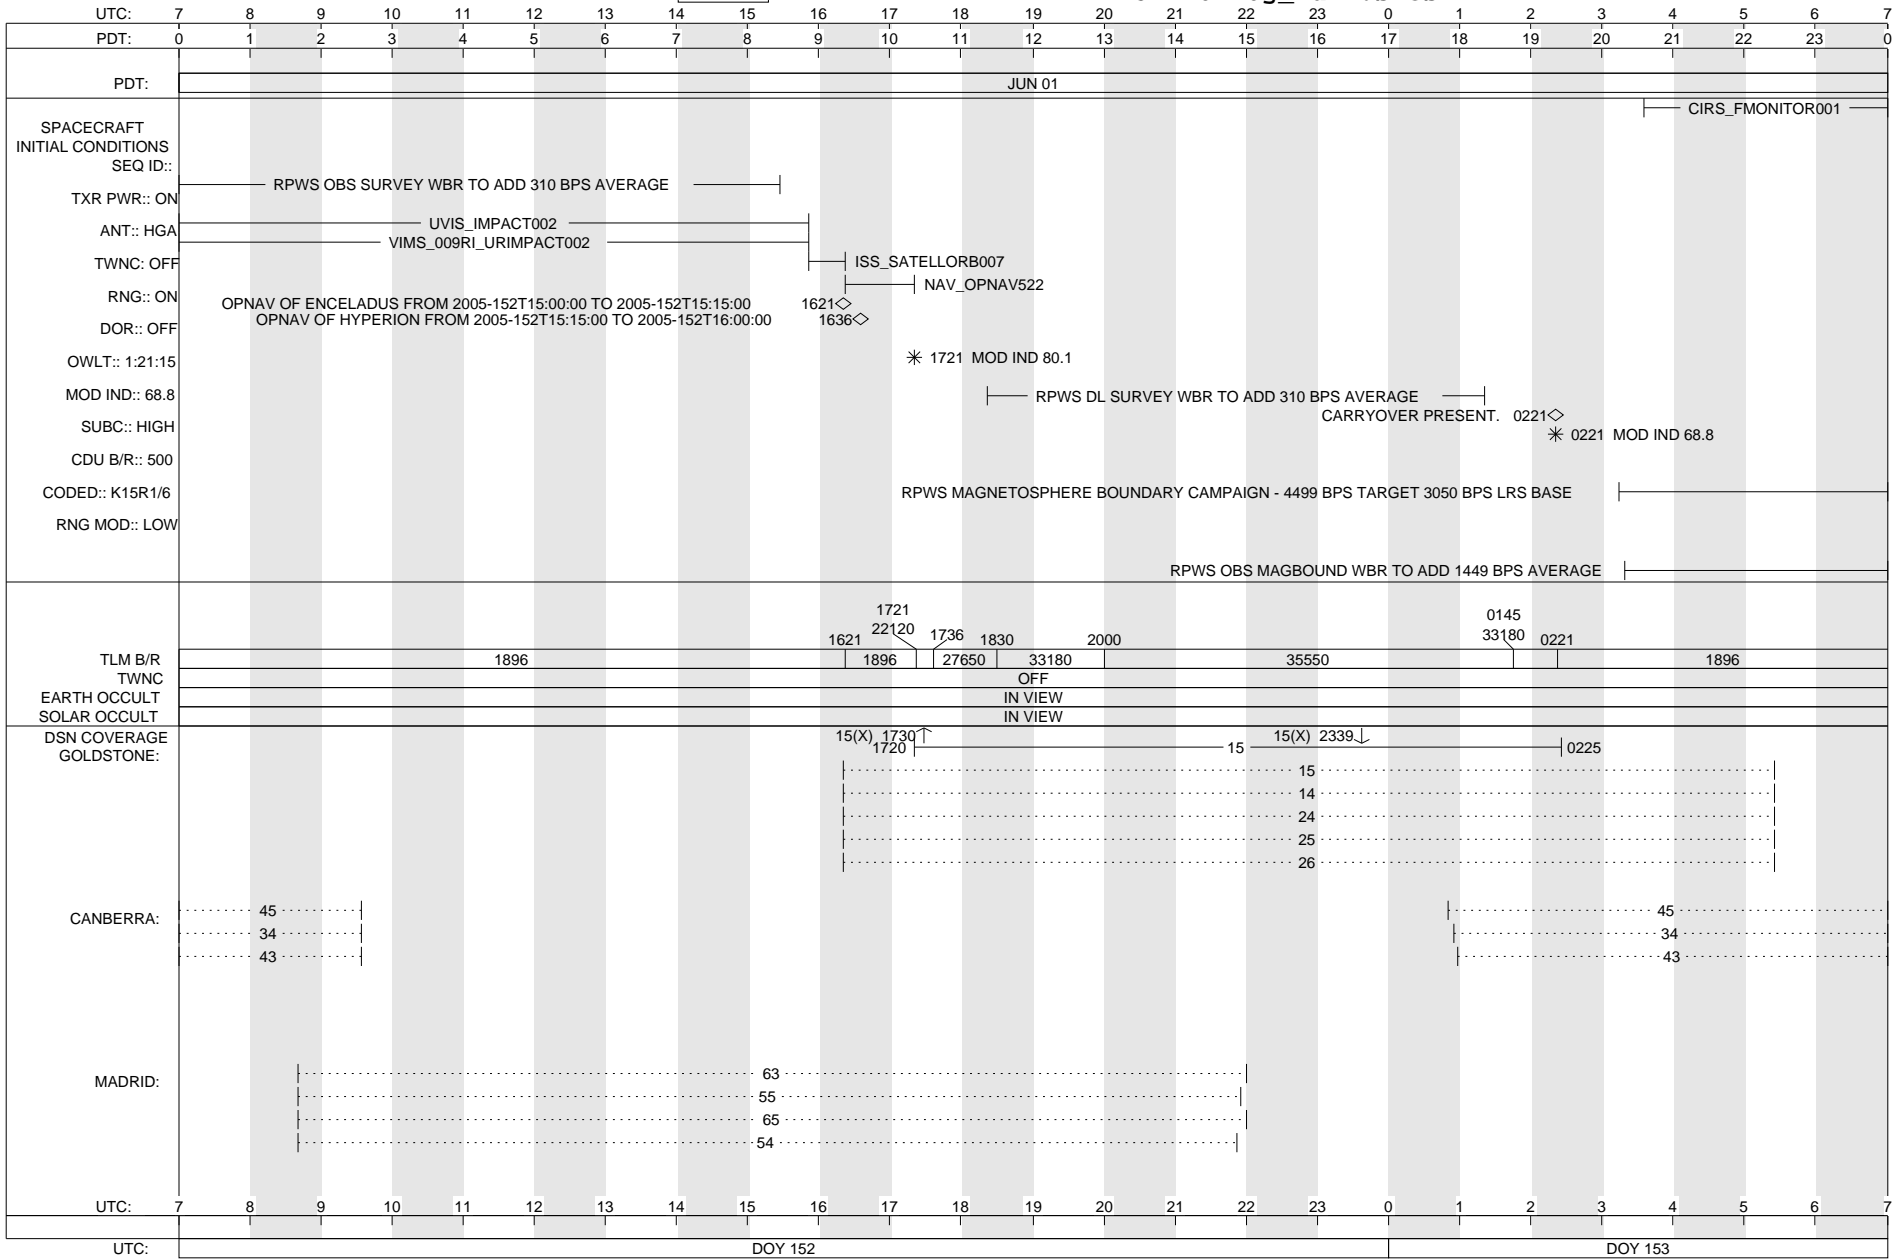 UTC: 7 8 9 10 11 12 13 14 15 16 17 18 19 20 21 22 23 0 1 2 3 4 5 6 7
PDT: 0 1 2 3 4 5 6 7 8 9 10 11 12 13 14 15 16 17 18 19 20 21 22 23 0
PDT: JUN 01
CIRS_FMONITOR001
SPACECRAFT
INITIAL CONDITIONS
SEQ ID::
RPWS OBS SURVEY WBR TO ADD 310 BPS AVERAGE
TXR PWR:: ON
UVIS_IMPACT002
ANT:: HGA
VIMS_009RI_URIMPACT002
TWNC: OFF
ISS_SATELLORB007
NAV_OPNAV522
RNG:: ON
OPNAV OF ENCELADUS FROM 2005-152T15:00:00 TO 2005-152T15:15:00 1621
OPNAV OF HYPERION FROM 2005-152T15:15:00 TO 2005-152T16:00:00 1636
DOR:: OFF
OWLT:: 1:21:15
1721 MOD IND 80.1
MOD IND:: 68.8
RPWS DL SURVEY WBR TO ADD 310 BPS AVERAGE
CARRYOVER PRESENT. 0221
SUBC:: HIGH
0221 MOD IND 68.8
CDU B/R:: 500
CODED:: K15R1/6
RPWS MAGNETOSPHERE BOUNDARY CAMPAIGN - 4499 BPS TARGET 3050 BPS LRS BASE
RNG MOD:: LOW
RPWS OBS MAGBOUND WBR TO ADD 1449 BPS AVERAGE
1721 0145
1621 22120 1736 1830 2000 33180 0221
TLM B/R 1896 1896 27650 33180 35550 1896
TWNC OFF
EARTH OCCULT IN VIEW
SOLAR OCCULT IN VIEW
DSN COVERAGE 15(X) 1730 15(X) 2339
GOLDSTONE: 1720 15 0225
15
14
24
25
26
CANBERRA: 45 45
34 34
43 43
MADRID: 63
55
65
54
UTC: 7 8 9 10 11 12 13 14 15 16 17 18 19 20 21 22 23 0 1 2 3 4 5 6 7
UTC: DOY 152 DOY 153